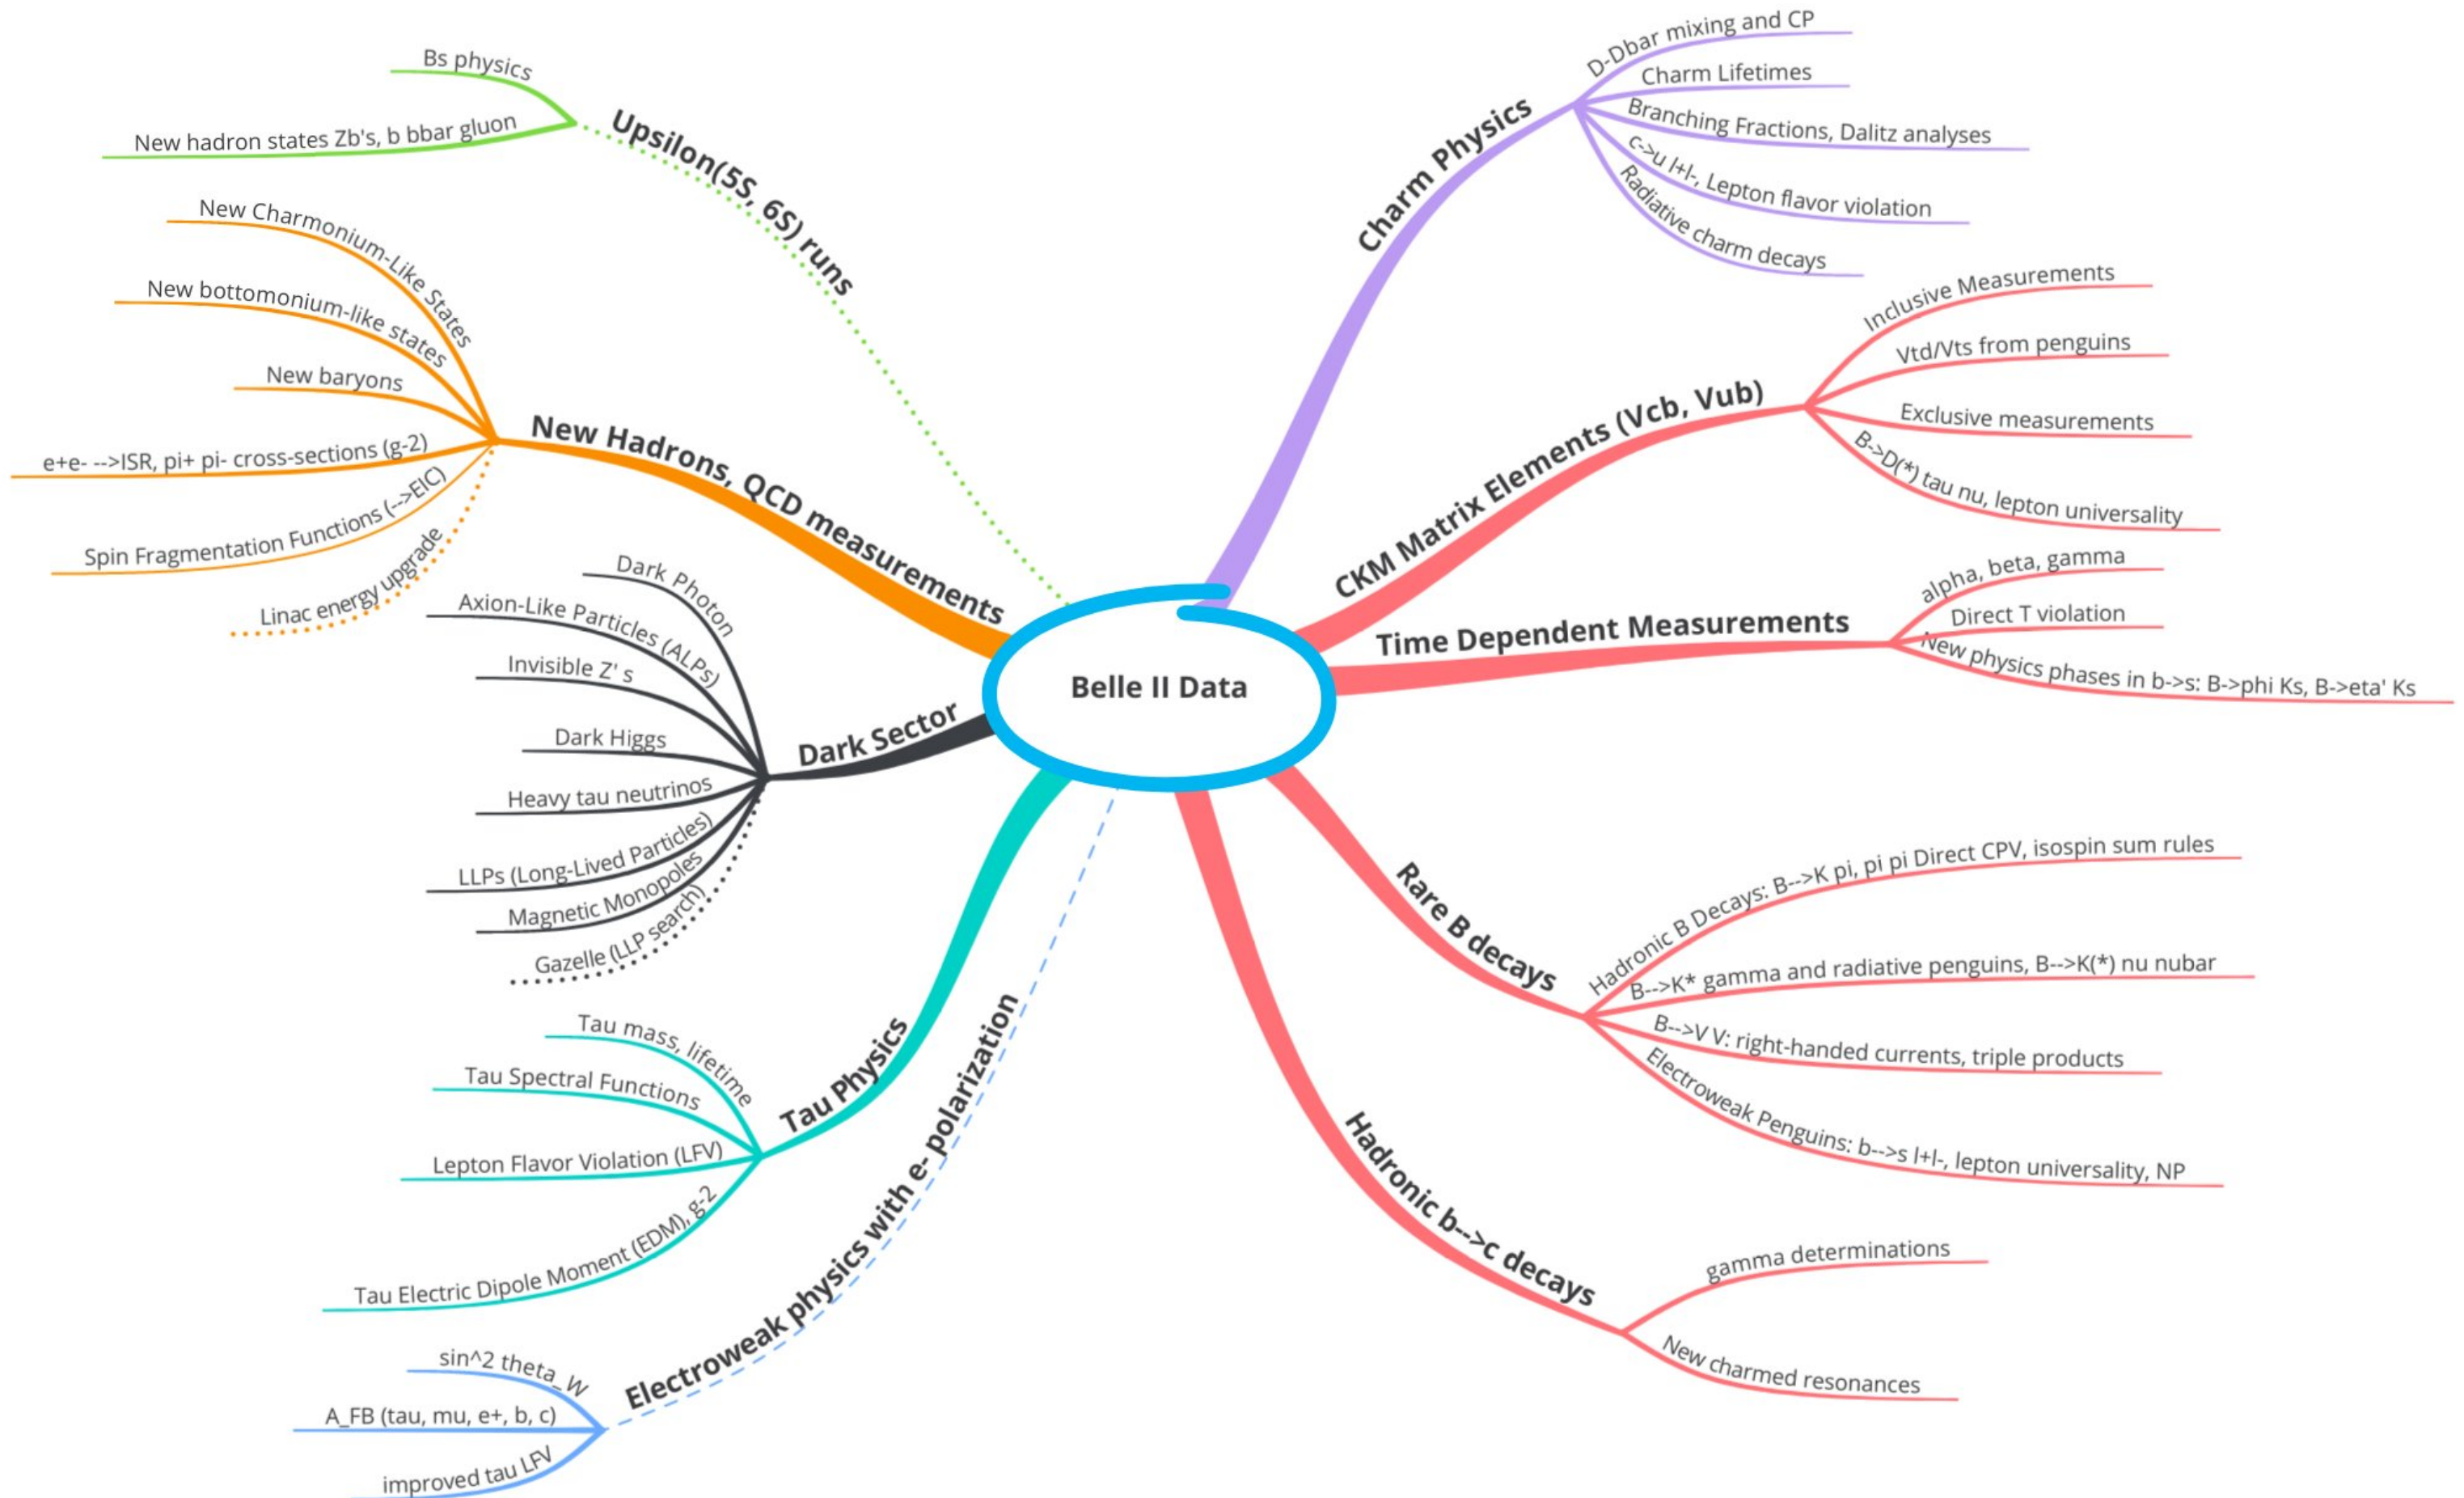 Belle II Data
Upsilon(5S, 6S) runs
Bs physics
New hadron states Zb's, b bbar gluon
New Hadrons, QCD measurements
New Charmonium-Like States
New bottomonium-like states
New baryons
e+e- -->ISR, pi+ pi- cross-sections (g-2)
Spin Fragmentation Functions (-->EIC)
Linac energy upgrade
Dark Sector
Dark Photon
Axion-Like Particles (ALPs)
Invisible Z' s
Dark Higgs
Heavy tau neutrinos
LLPs (Long-Lived Particles)
Magnetic Monopoles
Gazelle (LLP search)
Tau Physics
Tau mass, lifetime
Tau Spectral Functions
Lepton Flavor Violation (LFV)
Tau Electric Dipole Moment (EDM), g-2
Electroweak physics with e- polarization
sin^2 theta_W
A_FB (tau, mu, e+, b, c)
improved tau LFV
Charm Physics
D-Dbar mixing and CP
Charm Lifetimes
Branching Fractions, Dalitz analyses
c->u l+l-, Lepton flavor violation
Radiative charm decays
CKM Matrix Elements (Vcb, Vub)
Inclusive Measurements
Vtd/Vts from penguins
Exclusive measurements
B->D(*) tau nu, lepton universality
Time Dependent Measurements
alpha, beta, gamma
Direct T violation
New physics phases in b->s: B->phi Ks, B->eta' Ks
Rare B decays
Hadronic B Decays: B-->K pi, pi pi Direct CPV, isospin sum rules
B-->K* gamma and radiative penguins, B-->K(*) nu nubar
B-->V V: right-handed currents, triple products
Electroweak Penguins: b-->s l+l-, lepton universality, NP
Hadronic b-->c decays
gamma determinations
New charmed resonances